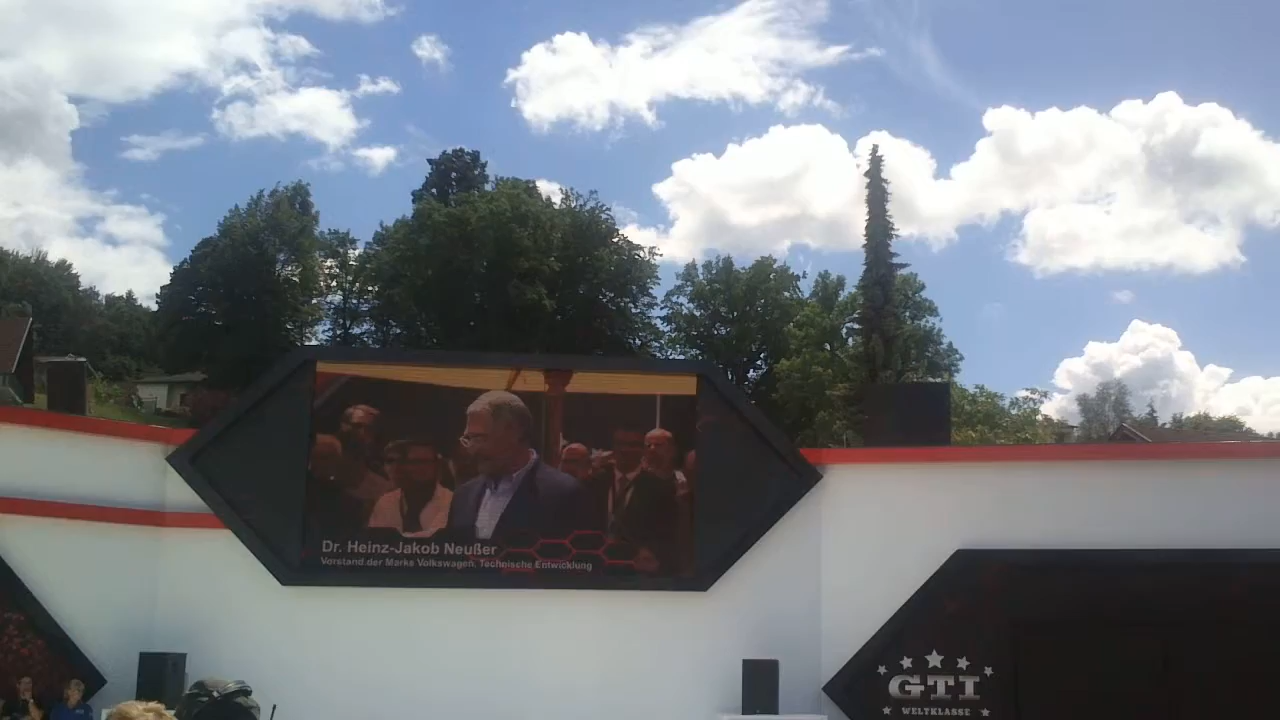 Dr. Heinz-Jakob Neußer
Vorstand der Marke Volkswagen, Technische Entwicklung
GTI
WELTKLASSE